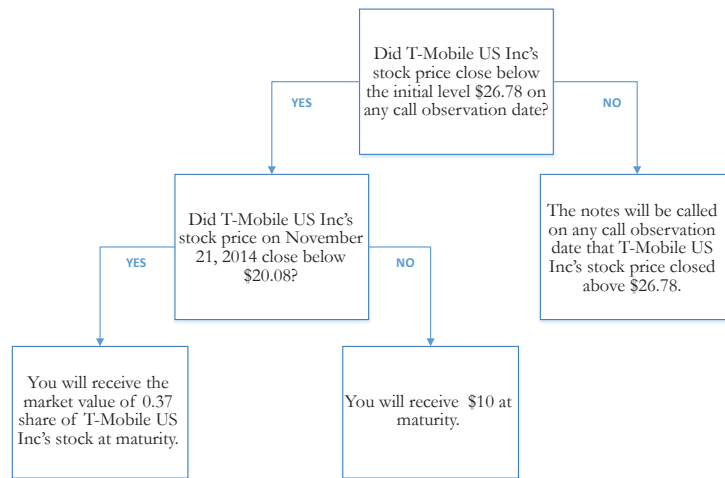 Did T-Mobile US Inc's
stock price close below
the initial level $26.78 on
any call observation date?
YES
NO
Did T-Mobile US Inc's
stock price on November
21, 2014 close below
$20.08?
The notes will be called
on any call observation
date that T-Mobile US
Inc's stock price closed
above $26.78.
YES
NO
You will receive the
market value of 0.37
share of T-Mobile US
Inc's stock at maturity.
You will receive $10 at
maturity.